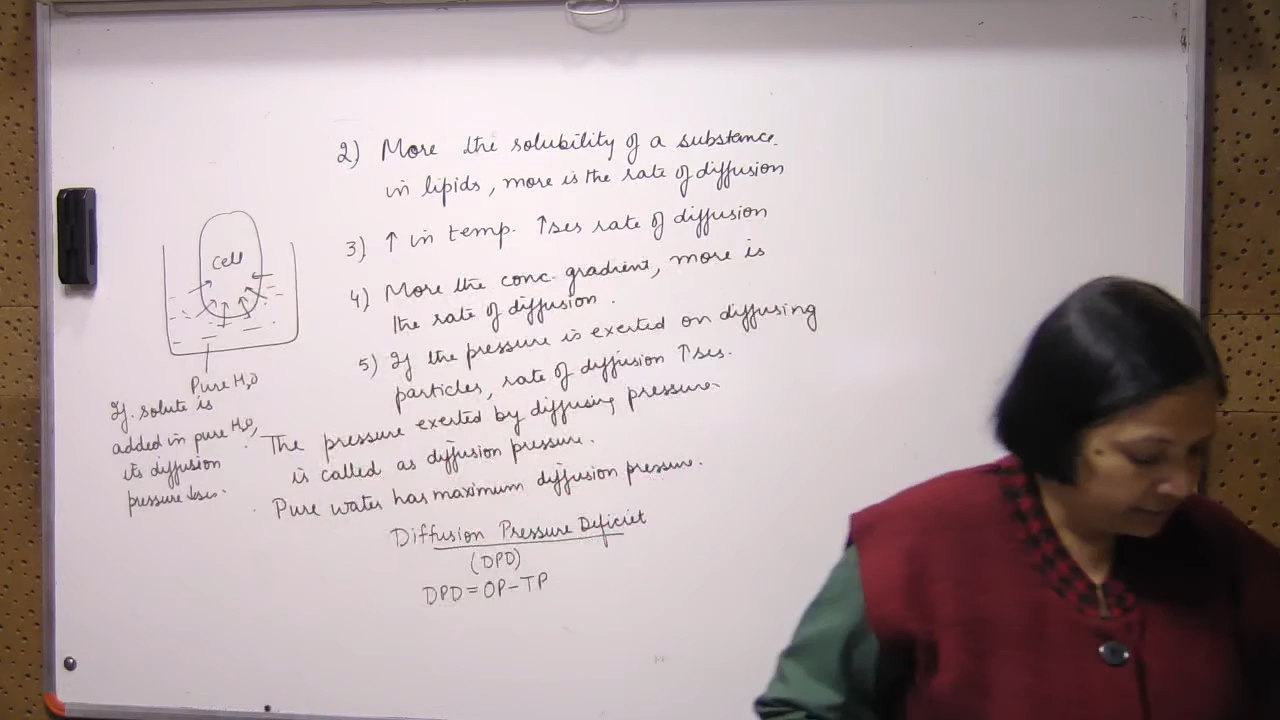 2) More the solubility of a substance.
in lipids, more is the rate of diffusion
3) ↑ in temp. ↑ses rate of diffusion
4) More the conc. gradient, more is
the rate of diffusion.
5) If the pressure is exerted on diffusing
particles, rate of diffusion ↑ses.
The pressure exerted by diffusing pressure
is called as diffusion pressure.
Pure water has maximum diffusion pressure.
Diffusion Pressure Deficiet
(DPD)
DPD = OP - TP
Cell
Pure H₂O
If solute is
added in pure H₂O,
its diffusion
pressure ↓ses.